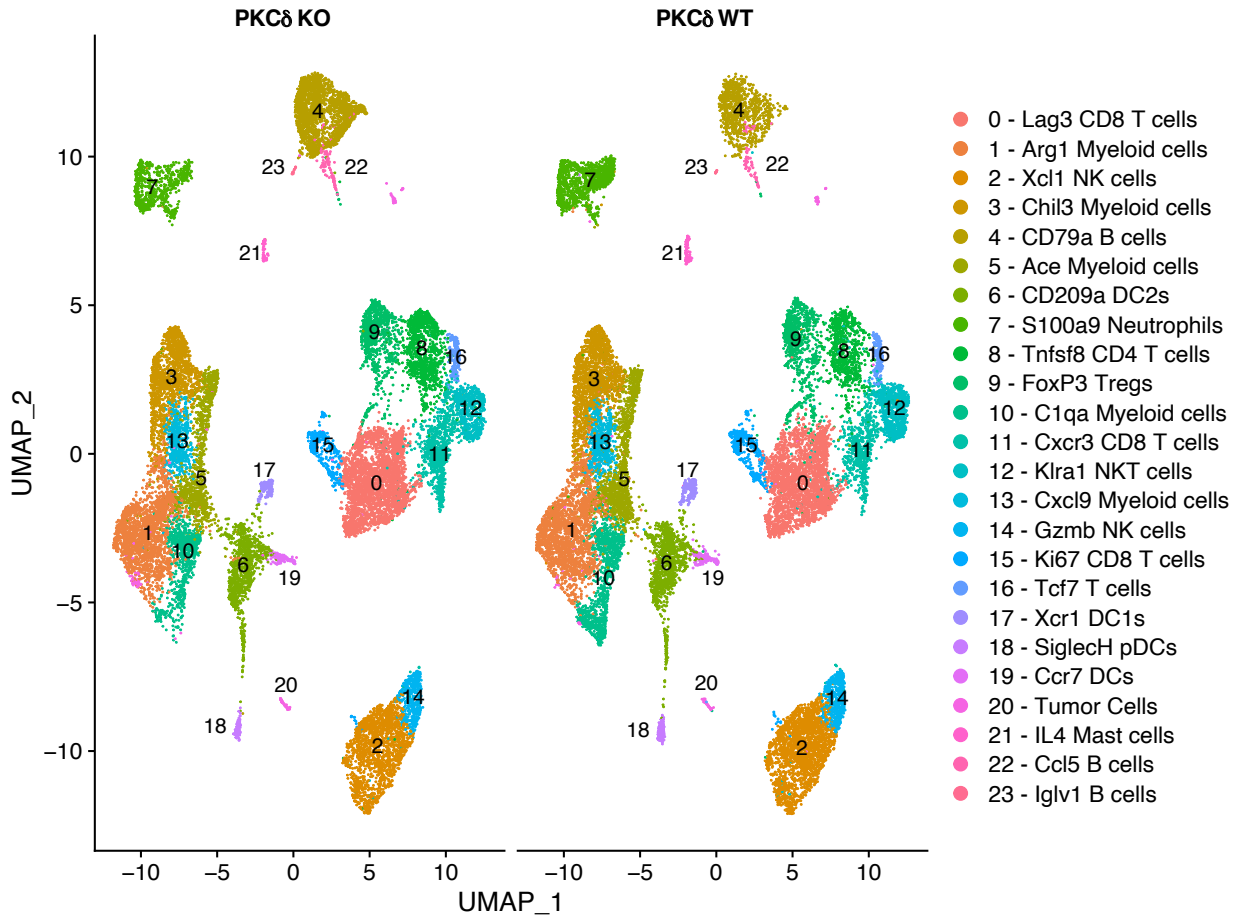 PKCδ KO
PKCδ WT
UMAP_2
10
5
0
−5
−10
4
23
22
7
21
9
8
16
3
12
13
15
11
5
17
0
1
10
6
19
20
14
18
2
4
23
22
7
21
9
8
16
3
12
13
15
11
5
17
0
1
10
6
19
20
14
18
2
−10
−5
0
5
10
−10
−5
0
5
10
UMAP_1
0 - Lag3 CD8 T cells
1 - Arg1 Myeloid cells
2 - Xcl1 NK cells
3 - Chil3 Myeloid cells
4 - CD79a B cells
5 - Ace Myeloid cells
6 - CD209a DC2s
7 - S100a9 Neutrophils
8 - Tnfsf8 CD4 T cells
9 - FoxP3 Tregs
10 - C1qa Myeloid cells
11 - Cxcr3 CD8 T cells
12 - Klra1 NKT cells
13 - Cxcl9 Myeloid cells
14 - Gzmb NK cells
15 - Ki67 CD8 T cells
16 - Tcf7 T cells
17 - Xcr1 DC1s
18 - SiglecH pDCs
19 - Ccr7 DCs
20 - Tumor Cells
21 - IL4 Mast cells
22 - Ccl5 B cells
23 - Iglv1 B cells